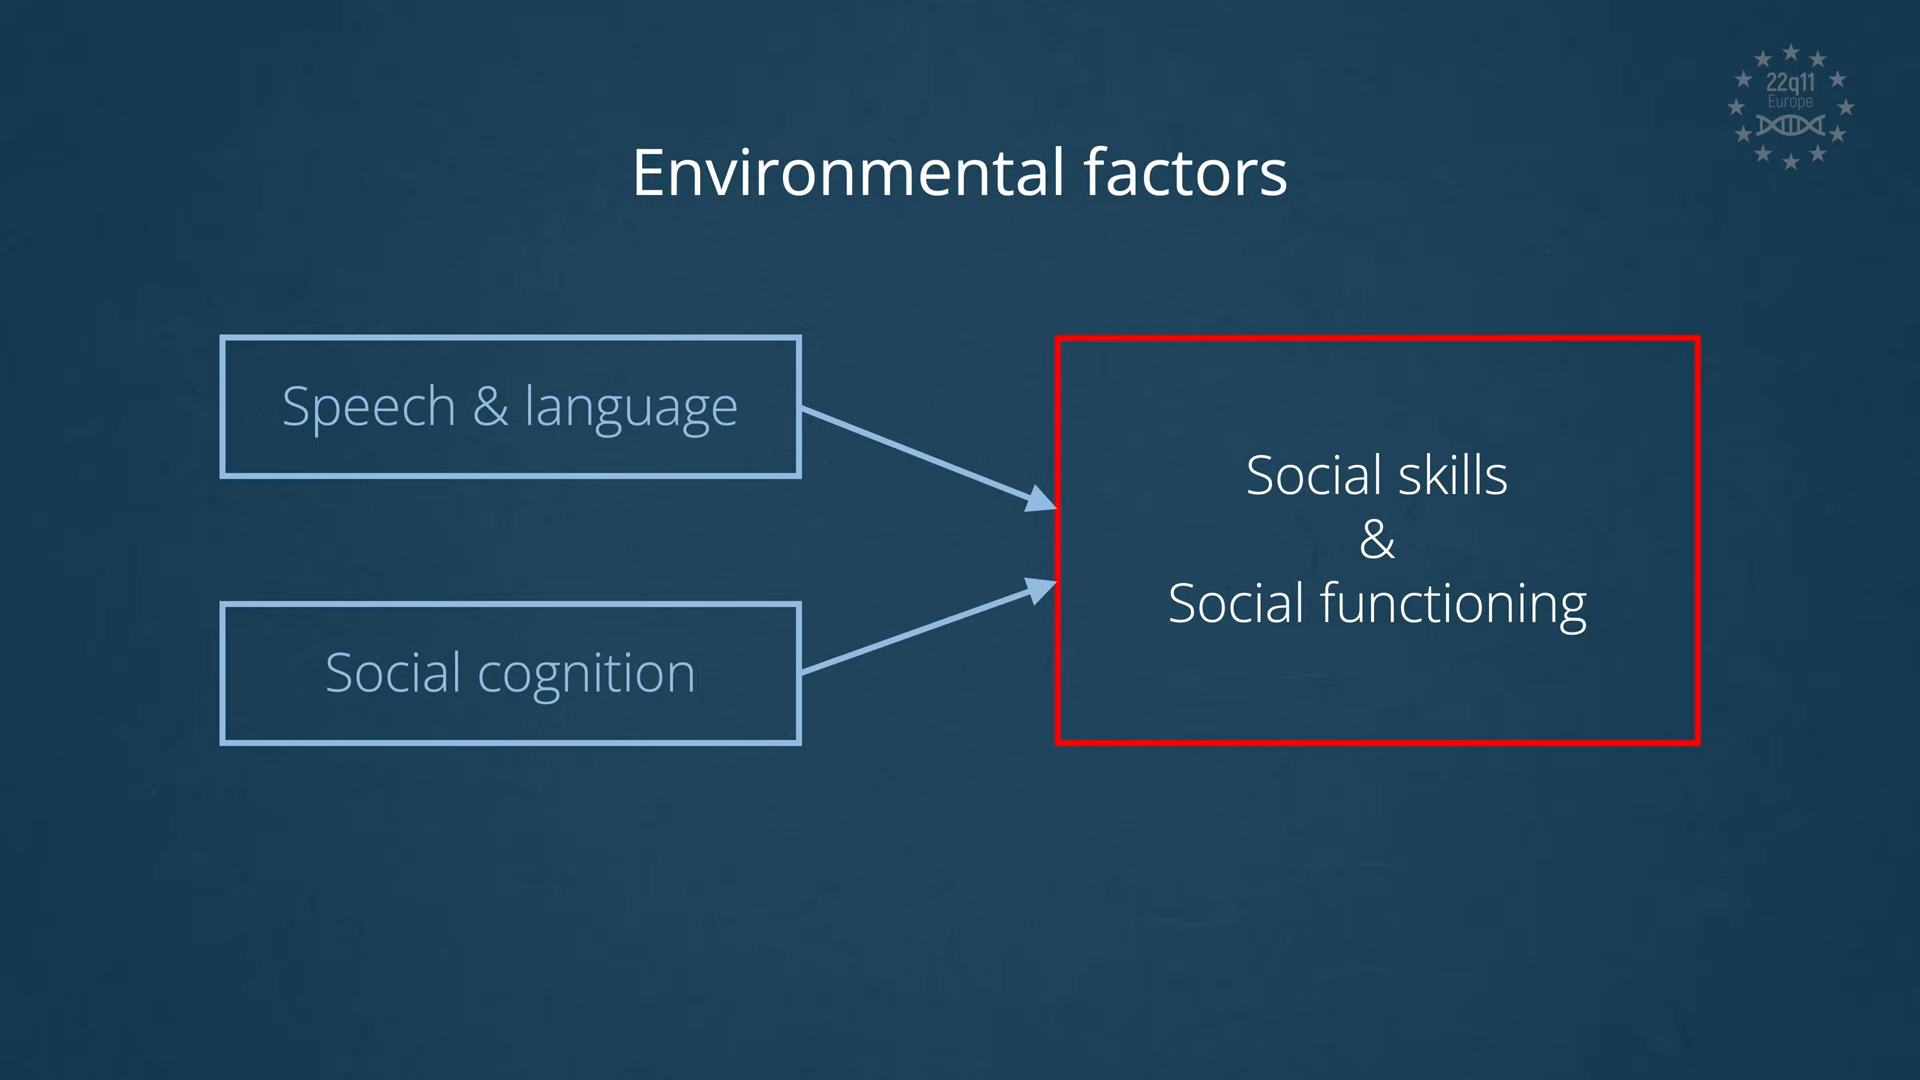 22q11
Europe
Environmental factors
Speech & language
Social cognition
Social skills
&
Social functioning